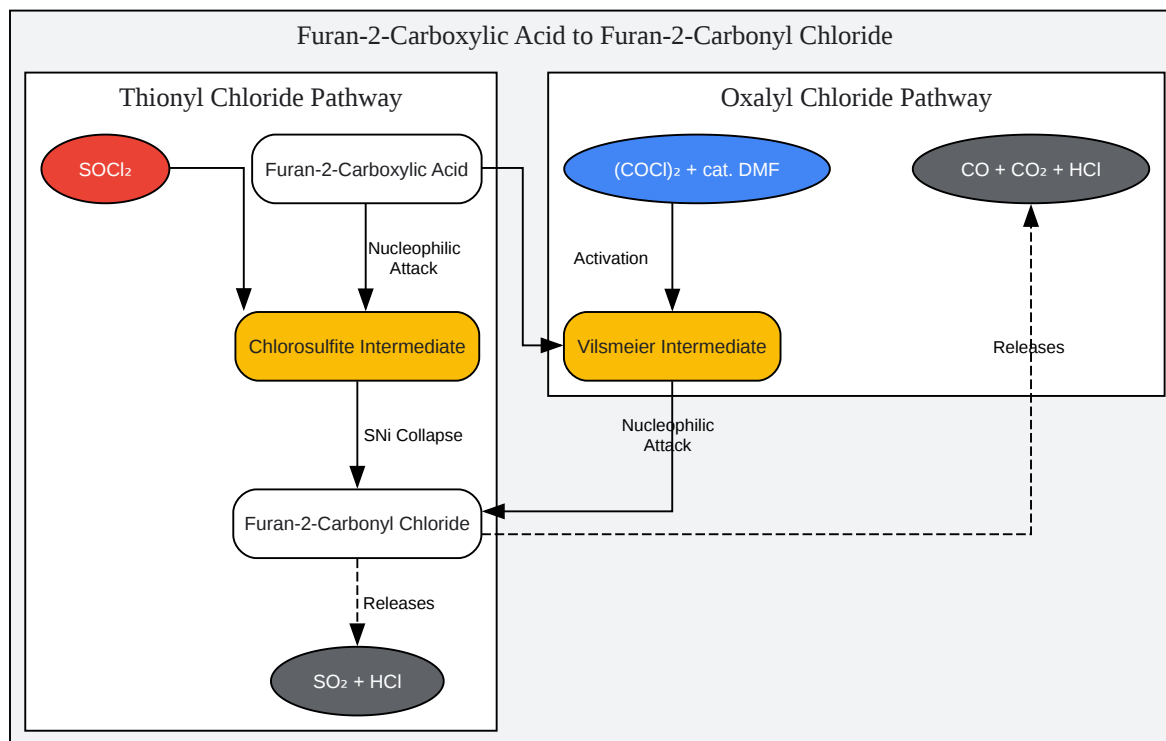 Furan-2-Carboxylic Acid to Furan-2-Carbonyl Chloride
Thionyl Chloride Pathway
Oxalyl Chloride Pathway
SOCl₂
Furan-2-Carboxylic Acid
(COCl)₂ + cat. DMF
CO + CO₂ + HCl
Nucleophilic
Attack
Activation
Chlorosulfite Intermediate
Vilsmeier Intermediate
Releases
SNi Collapse
Nucleophilic
Attack
Furan-2-Carbonyl Chloride
Releases
SO₂ + HCl